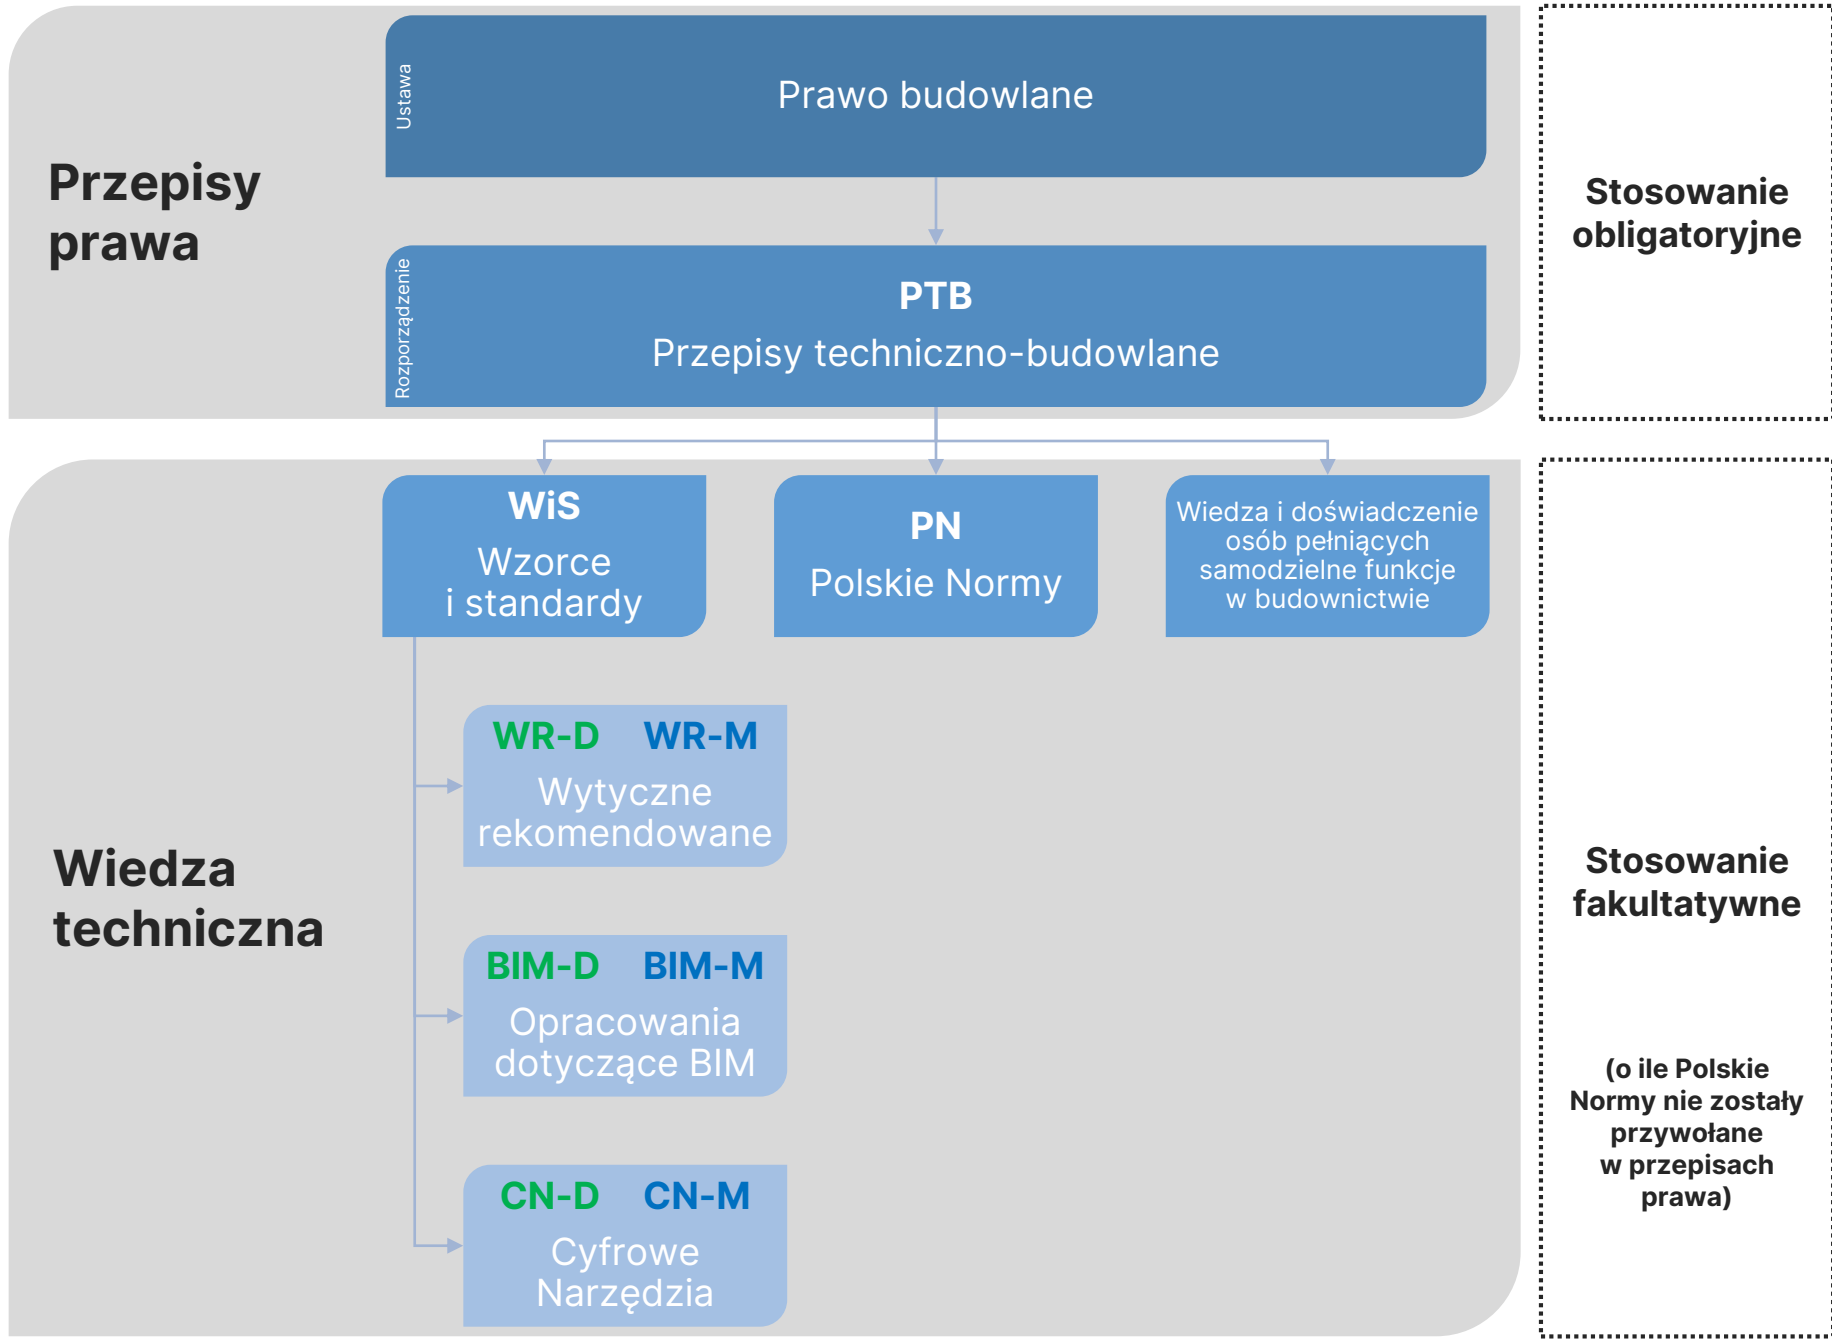 Przepisy
prawa
Ustawa
Prawo budowlane
Rozporządzenie
PTB
Przepisy techniczno-budowlane
Stosowanie
obligatoryjne
Wiedza
techniczna
WiS
Wzorce
i standardy
PN
Polskie Normy
Wiedza i doświadczenie
osób pełniących
samodzielne funkcje
w budownictwie
WR-D WR-M
Wytyczne
rekomendowane
BIM-D BIM-M
Opracowania
dotyczące BIM
CN-D CN-M
Cyfrowe
Narzędzia
Stosowanie
fakultatywne
(o ile Polskie
Normy nie zostały
przywołane
w przepisach
prawa)